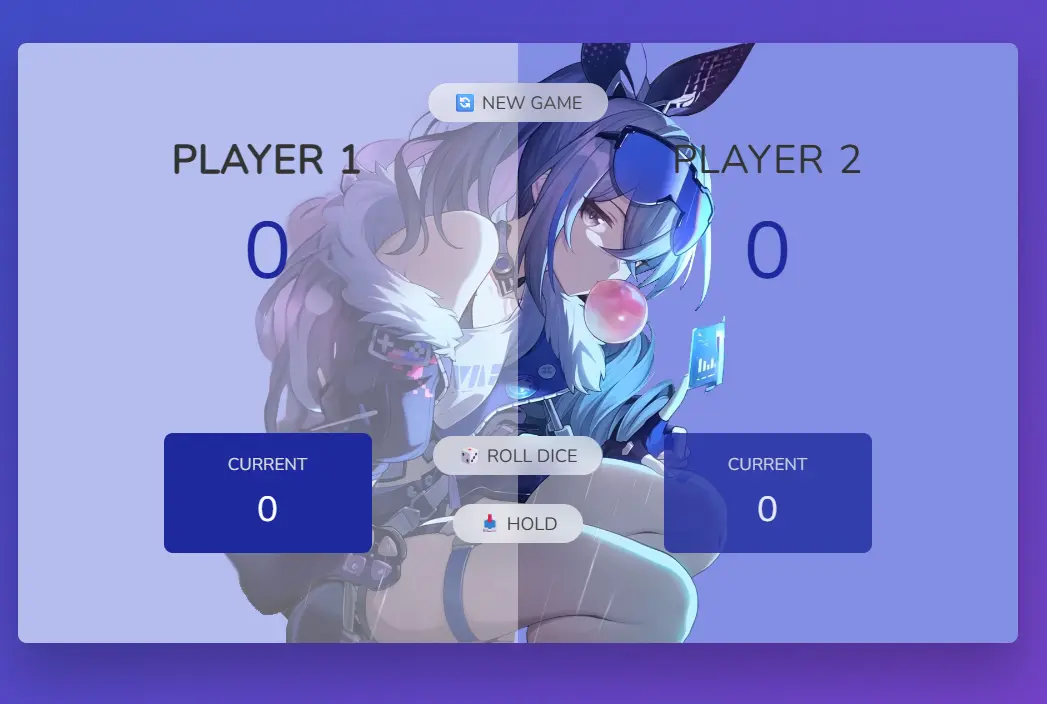 🔄 NEW GAME
PLAYER 1
PLAYER 2
0
0
CURRENT
0
CURRENT
0
🎲 ROLL DICE
📥 HOLD